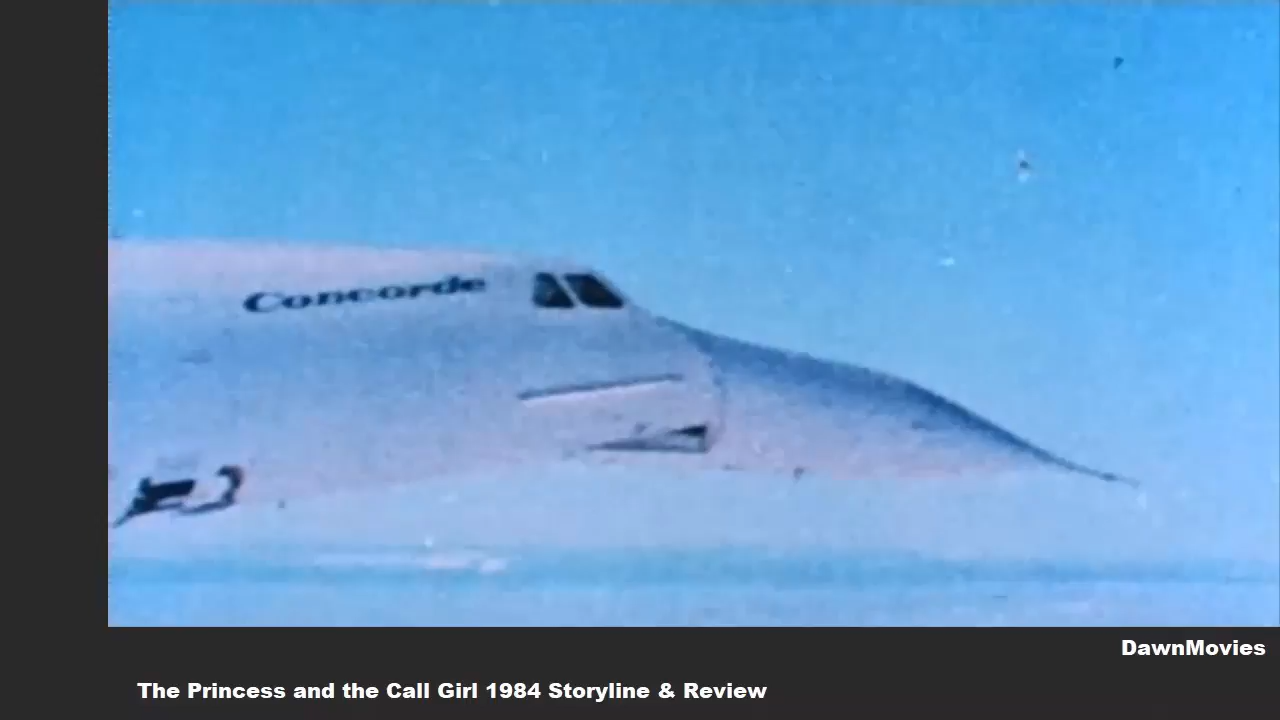 Concorde
DawnMovies
The Princess and the Call Girl 1984 Storyline & Review